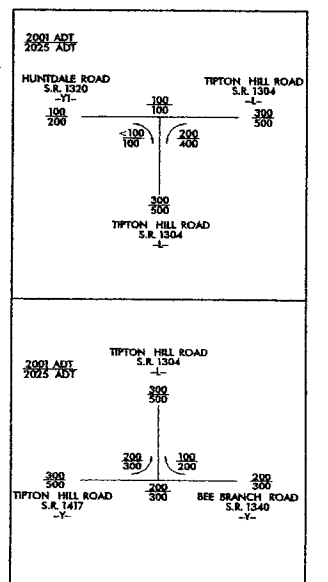 2001 ADT
2025 ADT
HUNTDALE ROAD
S.R. 1320
-Y1-
100
200
100
100
TIPTON HILL ROAD
S.R. 1304
-L-
300
500
<100
100
200
400
300
500
TIPTON HILL ROAD
S.R. 1304
-L-
2001 ADT
2025 ADT
TIPTON HILL ROAD
S.R. 1304
-L-
300
500
200
300
100
200
300
500
TIPTON HILL ROAD
S.R. 1417
-Y-
200
300
200
300
BEE BRANCH ROAD
S.R. 1340
-Y-